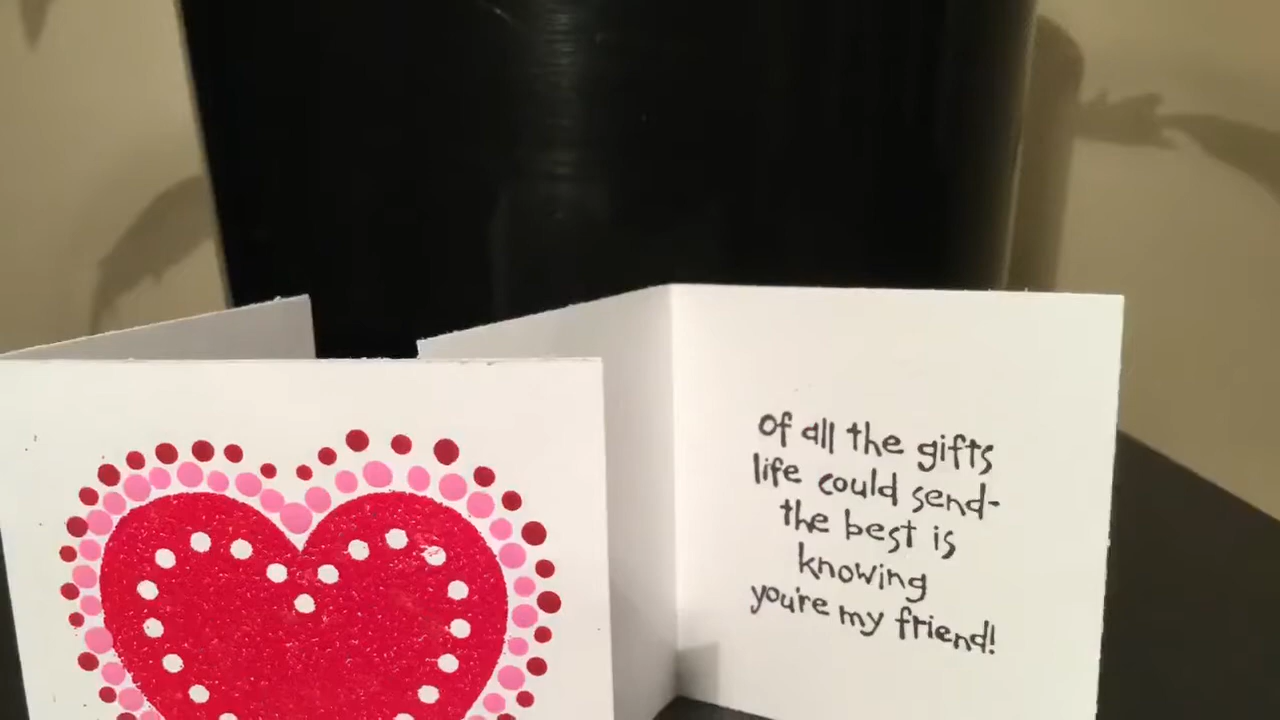 of all the gifts
life could send-
the best is
knowing
you're my friend!